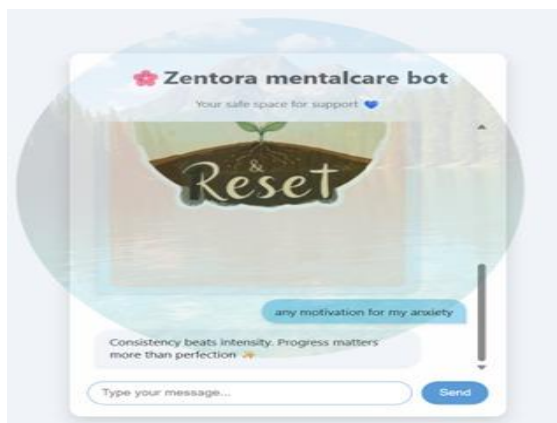 Zentora mentalcare bot
Your safe space for support
&
Reset
any motivation for my anxiety
Consistency beats intensity. Progress matters
more than perfection
Type your message...
Send